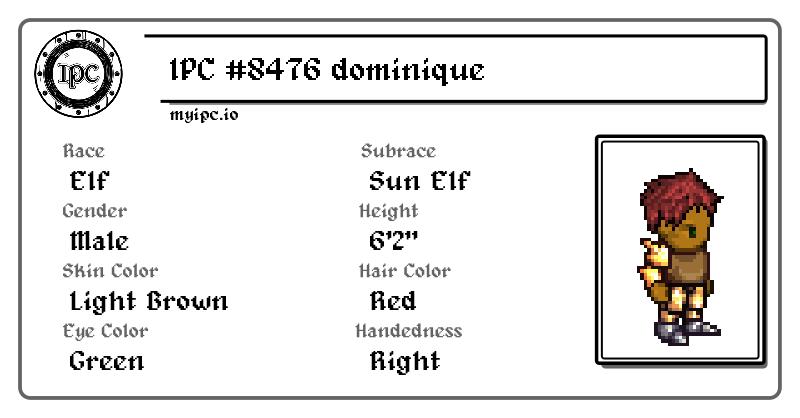 IPC
IPC #8476 dominique
myipc.io
Race
Elf
Subrace
Sun Elf
Gender
Male
Height
6'2"
Skin Color
Light Brown
Hair Color
Red
Eye Color
Green
Handedness
Right